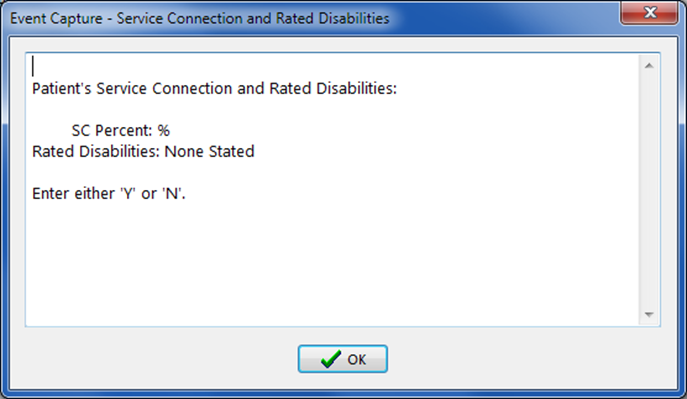 Event Capture - Service Connection and Rated Disabilities
Patient's Service Connection and Rated Disabilities:
SC Percent: %
Rated Disabilities: None Stated
Enter either 'Y' or 'N'.
OK